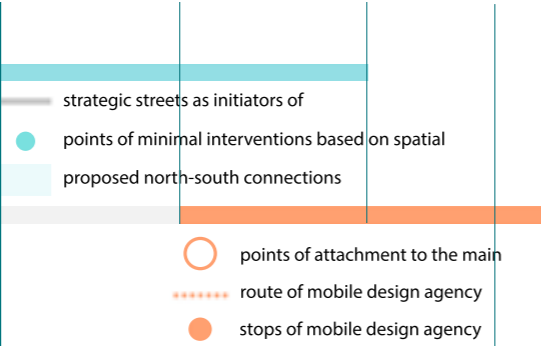 strategic streets as initiators of
points of minimal interventions based on spatial
proposed north-south connections
points of attachment to the main
route of mobile design agency
stops of mobile design agency